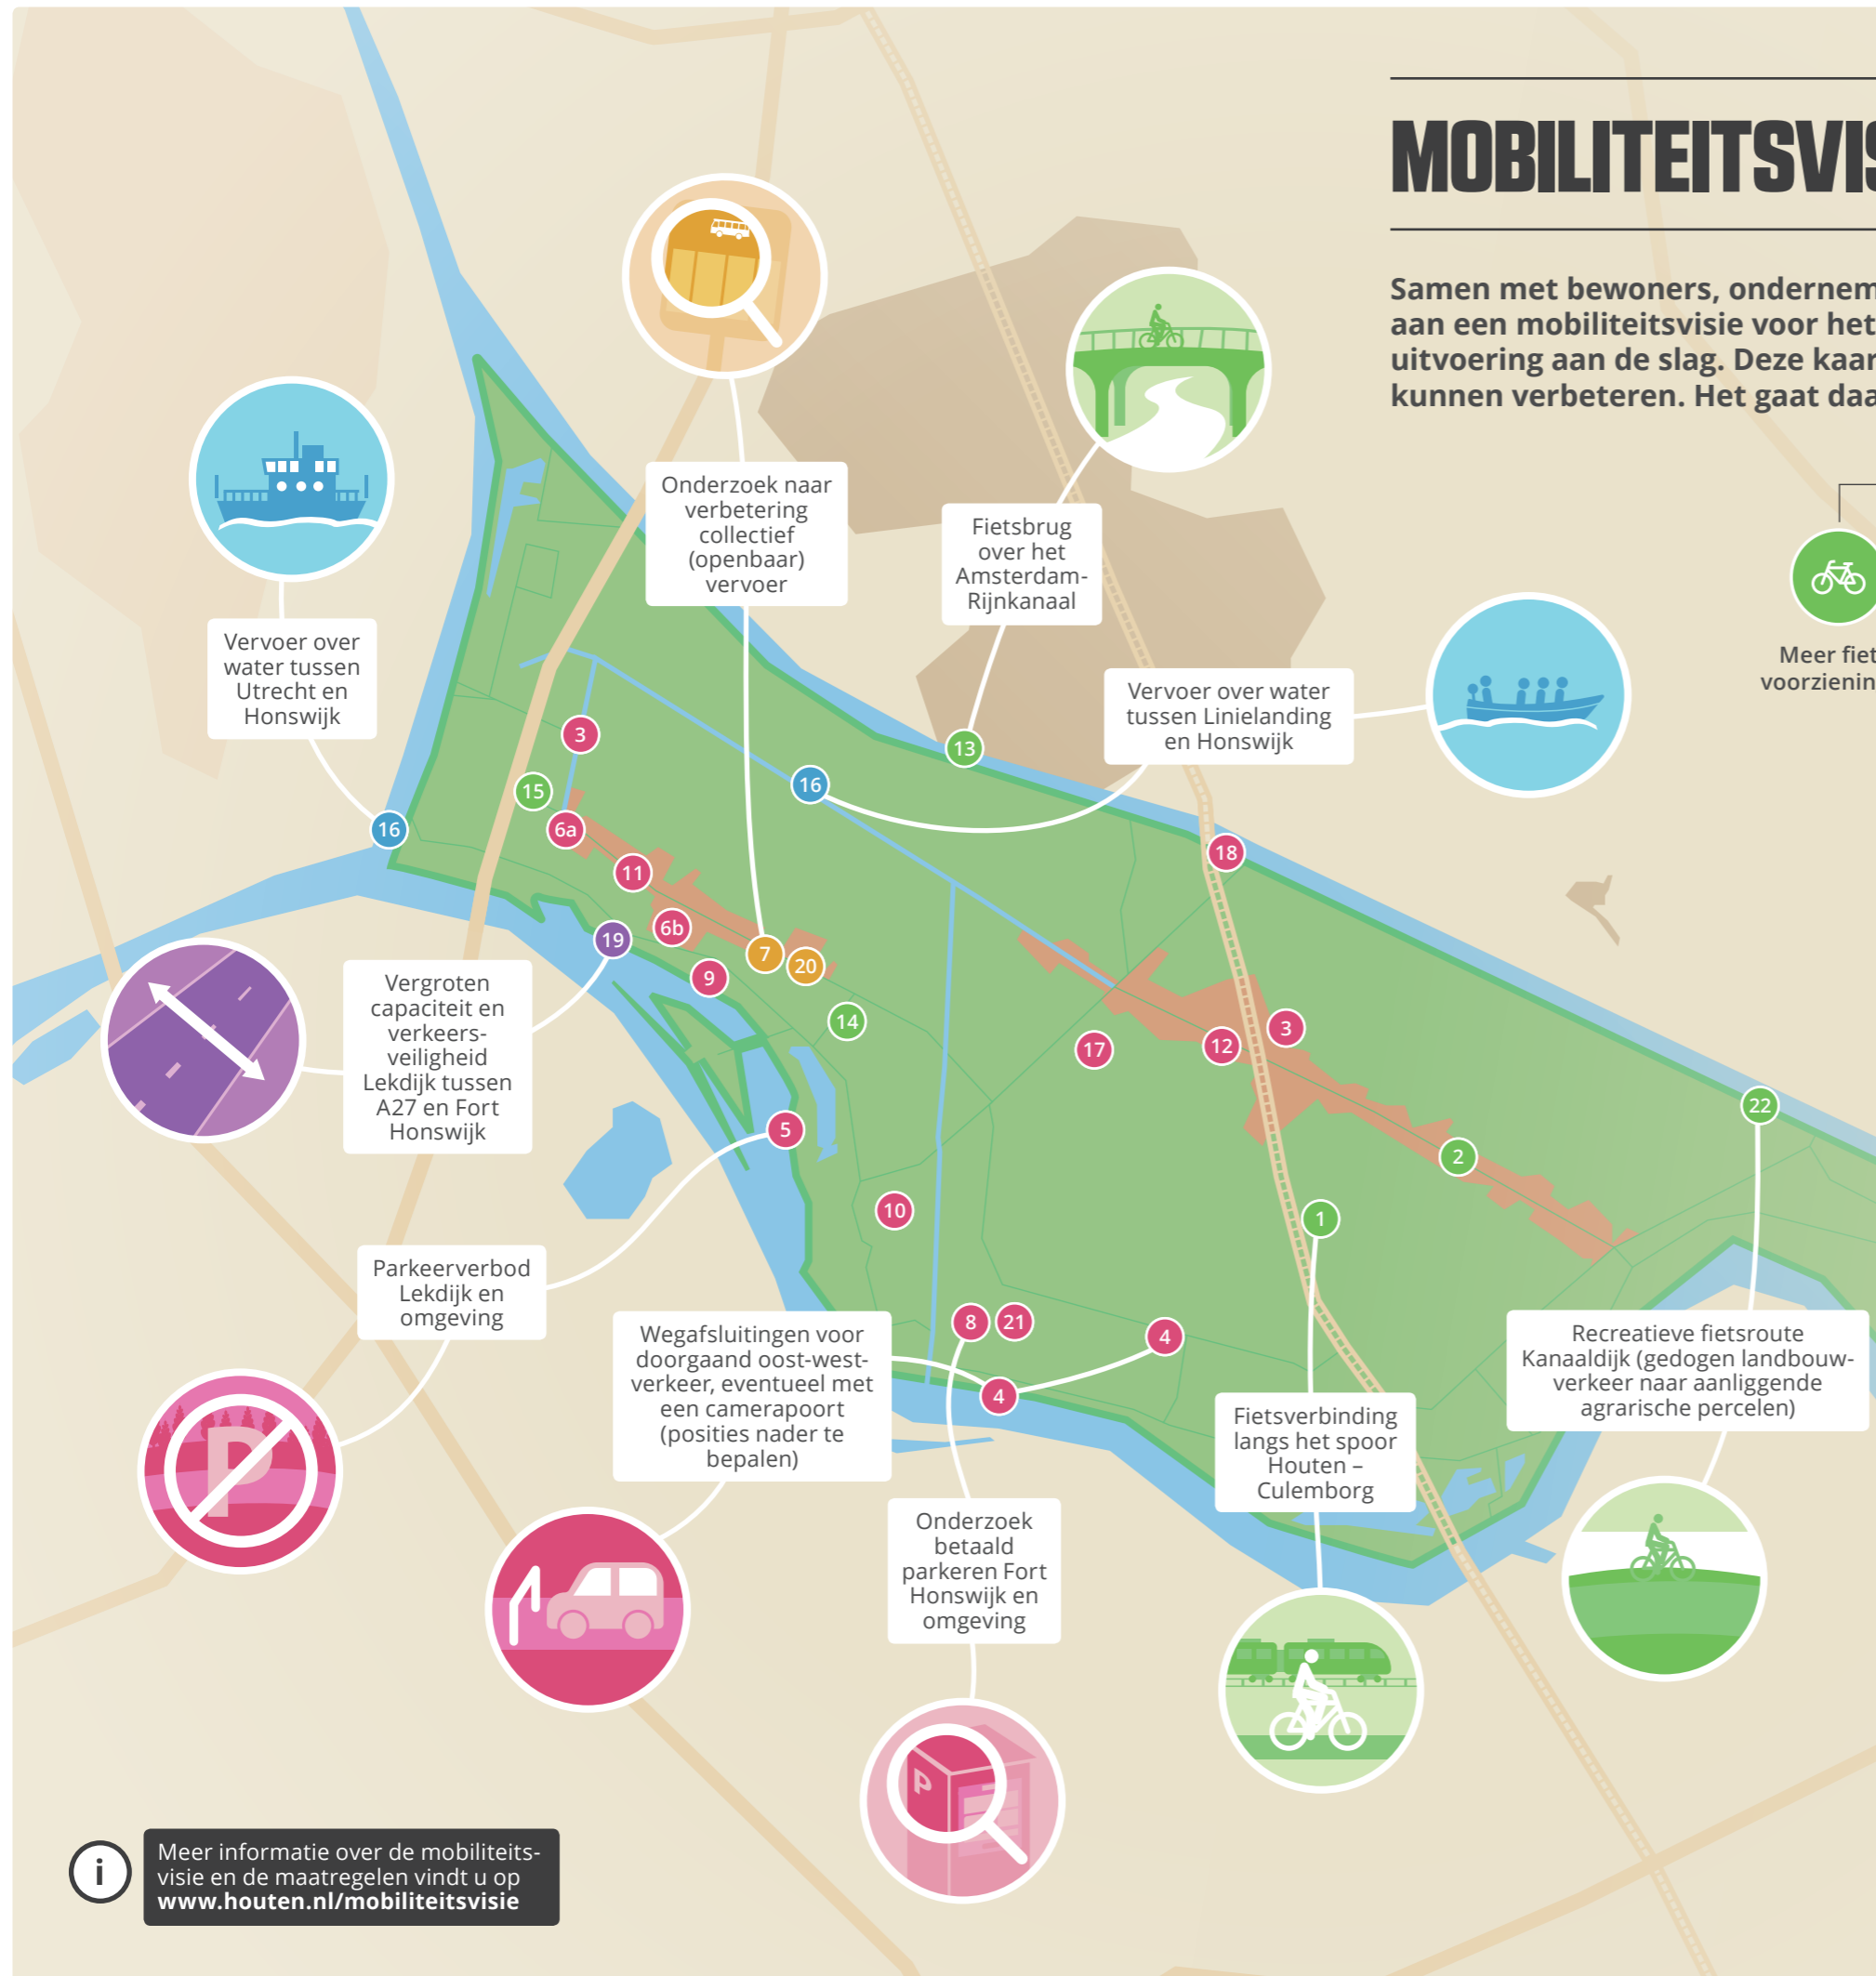 MOBILITEITSVIS
Samen met bewoners, ondernem
aan een mobiliteitsvisie voor het
uitvoering aan de slag. Deze kaar
kunnen verbeteren. Het gaat daa
Meer fiet
voorzienin
Onderzoek naar
verbetering
collectief
(openbaar)
vervoer
Fietsbrug
over het
Amsterdam-
Rijnkanaal
Vervoer over
water tussen
Utrecht en
Honswijk
Vervoer over water
tussen Linielanding
en Honswijk
3
13
15
16
16
6a
18
11
6b
19
7
20
9
14
3
12
17
22
5
2
10
1
8
21
4
4
Vergroten
capaciteit en
verkeers-
veiligheid
Lekdijk tussen
A27 en Fort
Honswijk
Parkeerverbod
Lekdijk en
omgeving
P
Wegafsluitingen voor
doorgaand oost-west-
verkeer, eventueel met
een camerapoort
(posities nader te
bepalen)
Recreatieve fietsroute
Kanaaldijk (gedogen landbouw-
verkeer naar aanliggende
agrarische percelen)
Fietsverbinding
langs het spoor
Houten –
Culemborg
Onderzoek
betaald
parkeren Fort
Honswijk en
omgeving
P
i
Meer informatie over de mobiliteits-
visie en de maatregelen vindt u op
www.houten.nl/mobiliteitsvisie